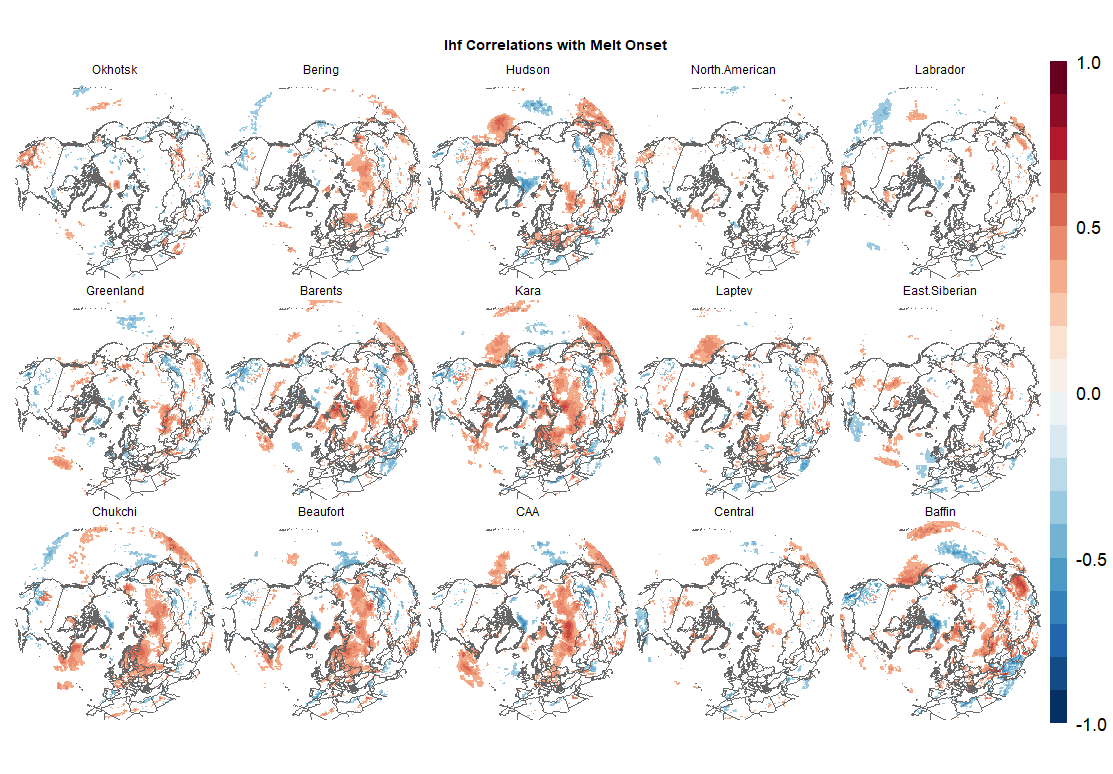 lhf Correlations with Melt Onset
Okhotsk
Bering
Hudson
North.American
Labrador
Greenland
Barents
Kara
Laptev
East.Siberian
Chukchi
Beaufort
CAA
Central
Baffin
1.0
0.5
0.0
-0.5
-1.0